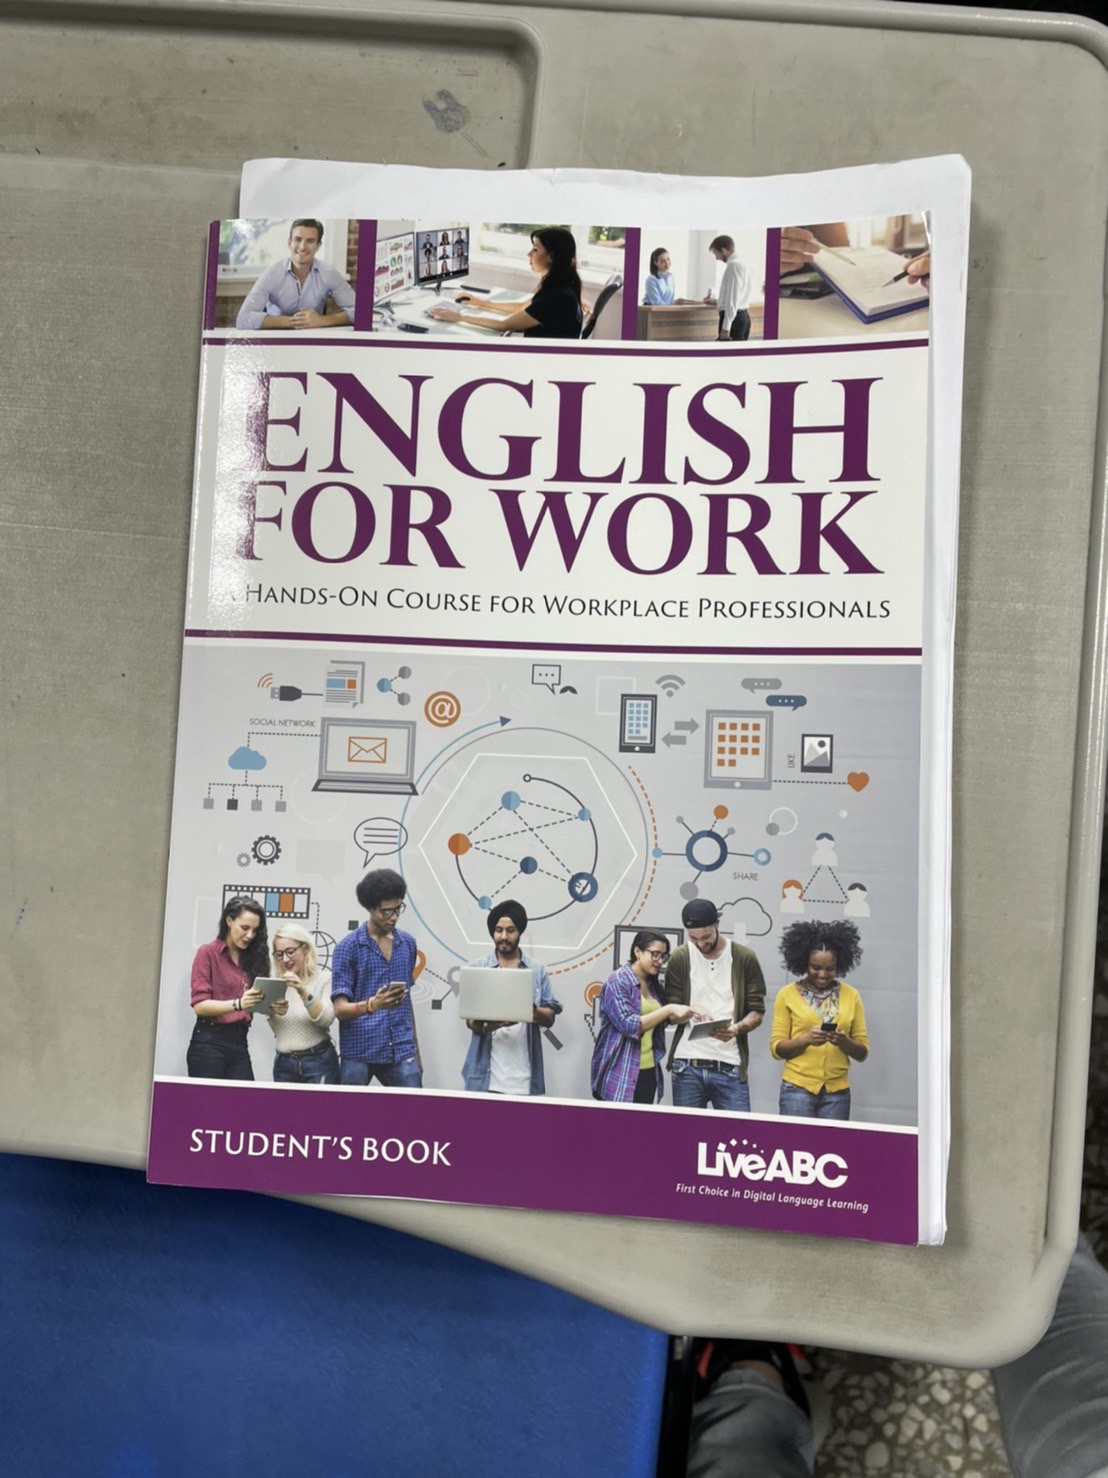 ENGLISH
FOR WORK
A HANDS-ON COURSE FOR WORKPLACE PROFESSIONALS
SOCIAL NETWORK
@
LIKE
SHARE
STUDENT'S BOOK
LiveABC
First Choice in Digital Language Learning